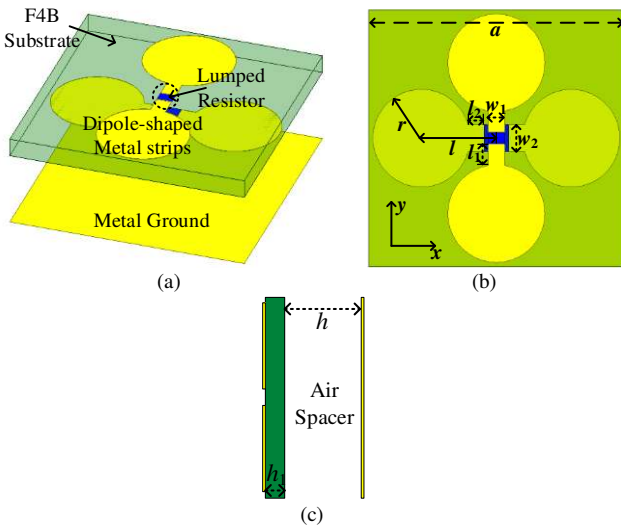 F4B
Substrate
Lumped
Resistor
Dipole-shaped
Metal strips
Metal Ground
(a)
a
l2 w1
r
l
l1
w2
y
x
(b)
h
Air
Spacer
h1
(c)